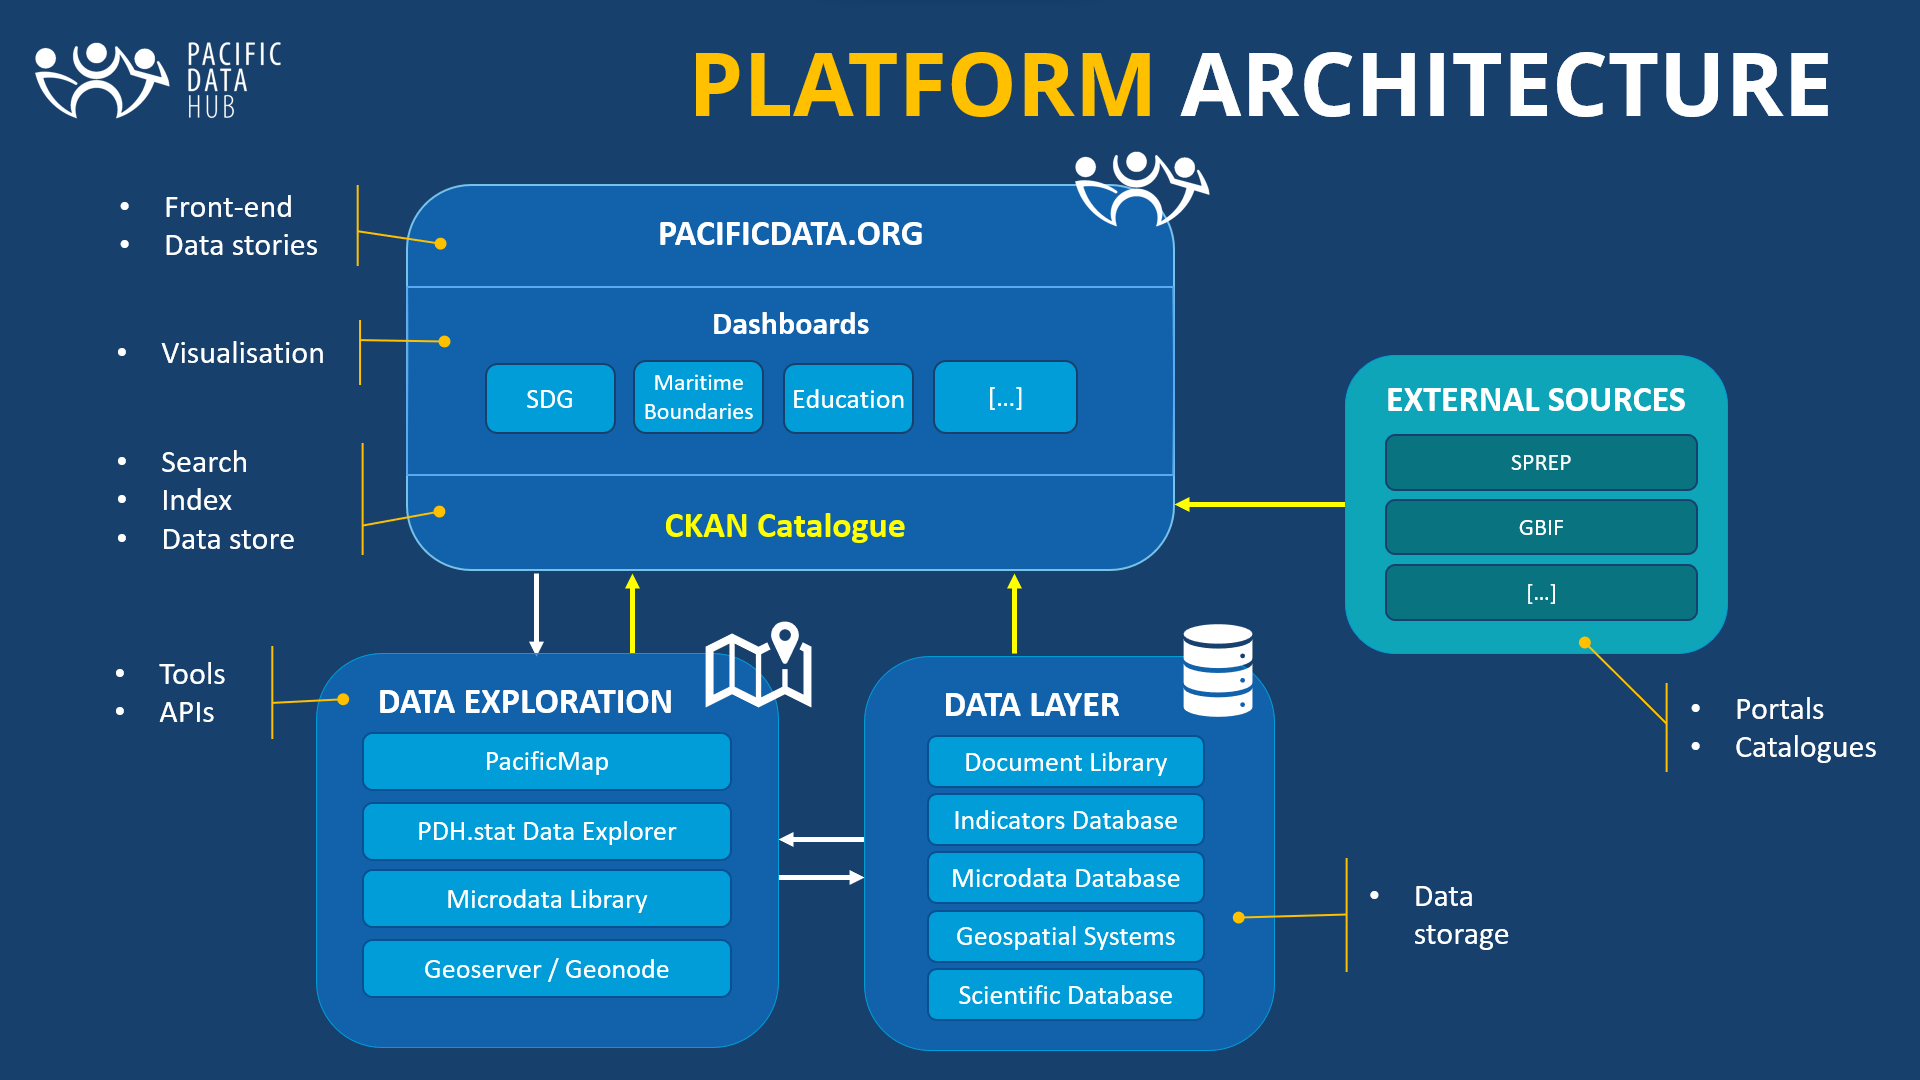 PACIFIC
DATA
HUB
PLATFORM ARCHITECTURE
• Front-end
• Data stories
PACIFICDATA.ORG
• Visualisation
Dashboards
SDG
Maritime
Boundaries
Education
[...]
• Search
• Index
• Data store
CKAN Catalogue
EXTERNAL SOURCES
SPREP
GBIF
[...]
• Portals
• Catalogues
• Tools
• APIs
DATA EXPLORATION
PacificMap
PDH.stat Data Explorer
Microdata Library
Geoserver / Geonode
DATA LAYER
Document Library
Indicators Database
Microdata Database
Geospatial Systems
Scientific Database
• Data
storage